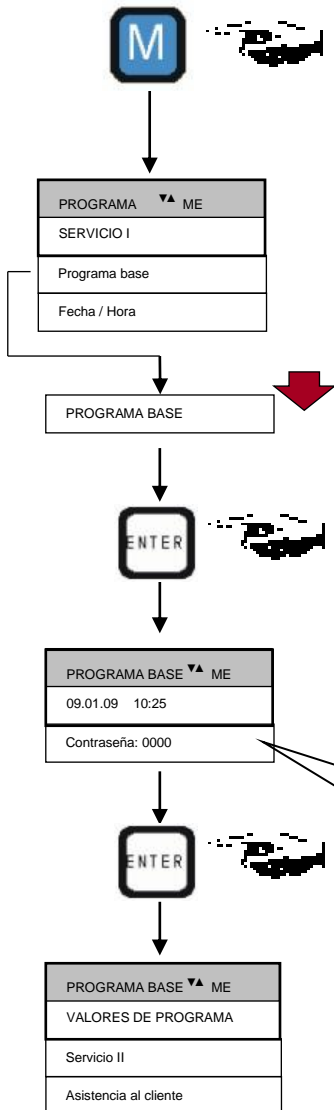 M
PROGRAMA ▼▲ ME
SERVICIO I
Programa base
Fecha / Hora
PROGRAMA BASE
ENTER
PROGRAMA BASE ▼▲ ME
09.01.09 10:25
Contraseña: 0000
ENTER
PROGRAMA BASE ▼▲ ME
VALORES DE PROGRAMA
Servicio II
Asistencia al cliente